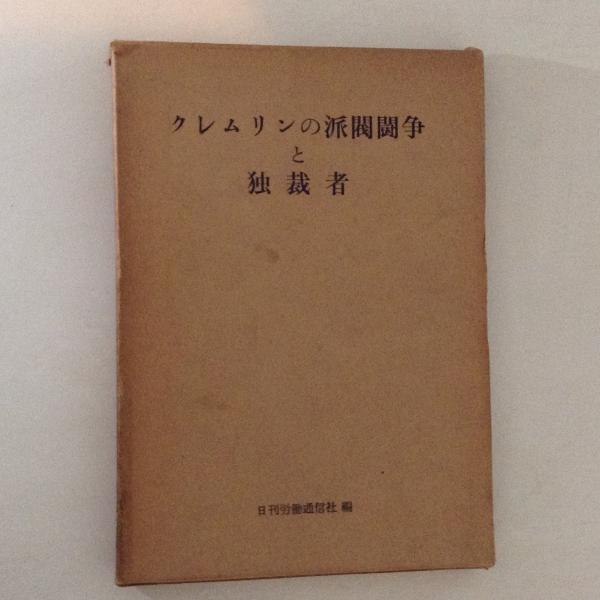 クレムリンの派閥闘争
と
独裁者
日刊労働通信社 編